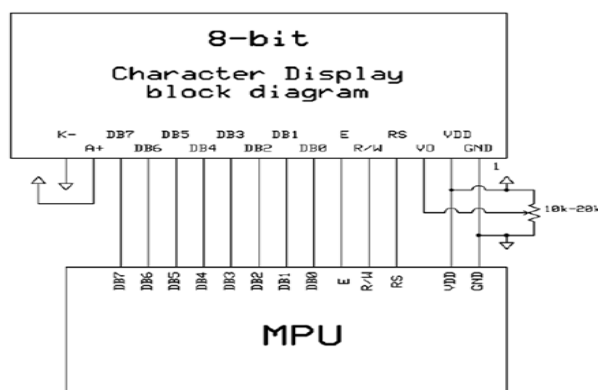 8-bit
Character Display
block diagram
K- DB7 DB5 DB3 DB1 E RS VDD
A+ DB6 DB4 DB2 DB0 R/W VO GND
1
10k-20k
DB7 DB6 DB5 DB4 DB3 DB2 DB1 DB0 E R/W RS VDD GND
MPU